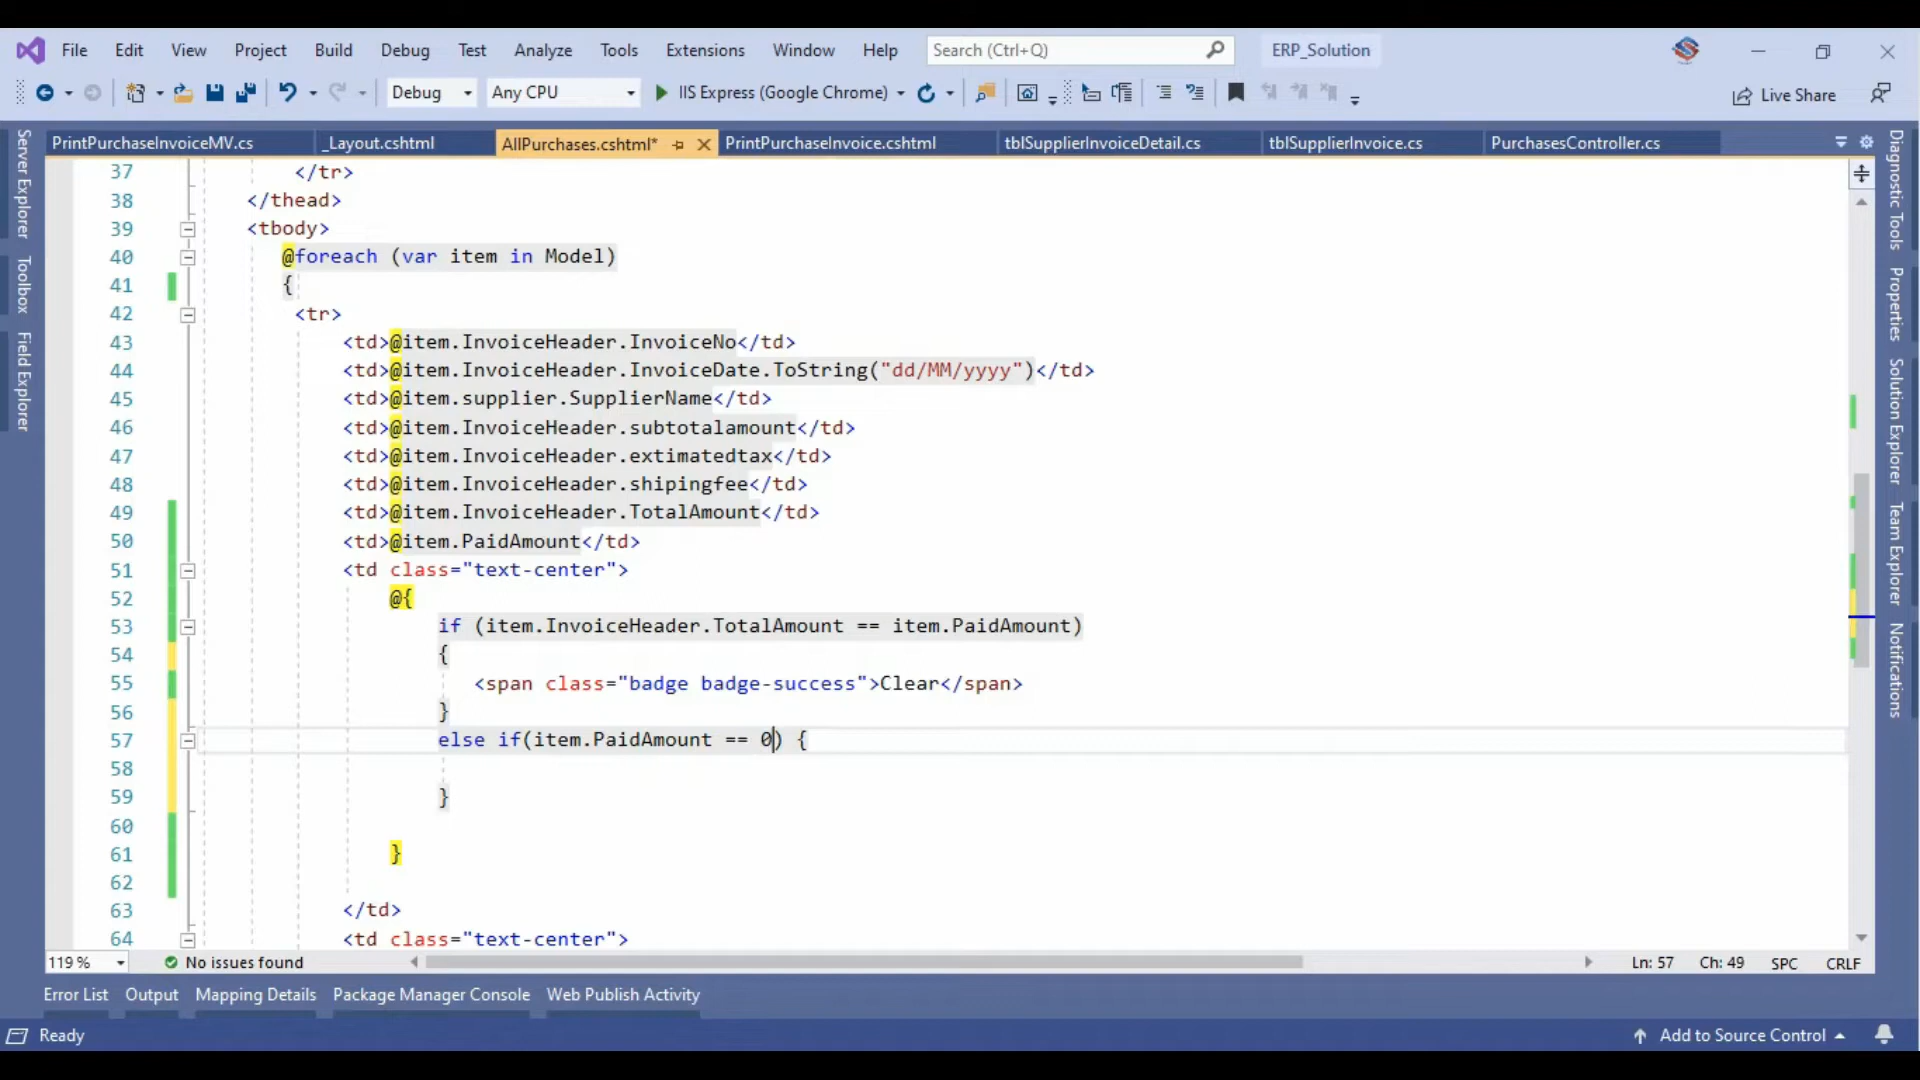 File Edit View Project Build Debug Test Analyze Tools Extensions Window Help Search (Ctrl+Q) ERP_Solution
Debug Any CPU IIS Express (Google Chrome) Live Share
PrintPurchaseInvoiceMV.cs _Layout.cshtml AllPurchases.cshtml* PrintPurchaseInvoice.cshtml tblSupplierInvoiceDetail.cs tblSupplierInvoice.cs PurchasesController.cs
Server Explorer
Toolbox
Field Explorer
37 </tr>
38 </thead>
39 <tbody>
40 @foreach (var item in Model)
41 {
42 <tr>
43 <td>@item.InvoiceHeader.InvoiceNo</td>
44 <td>@item.InvoiceHeader.InvoiceDate.ToString("dd/MM/yyyy")</td>
45 <td>@item.supplier.SupplierName</td>
46 <td>@item.InvoiceHeader.subtotalamount</td>
47 <td>@item.InvoiceHeader.extimatedtax</td>
48 <td>@item.InvoiceHeader.shipingfee</td>
49 <td>@item.InvoiceHeader.TotalAmount</td>
50 <td>@item.PaidAmount</td>
51 <td class="text-center">
52 @{
53 if (item.InvoiceHeader.TotalAmount == item.PaidAmount)
54 {
55 <span class="badge badge-success">Clear</span>
56 }
57 else if(item.PaidAmount == 0) {
58
59 }
60
61 }
62
63 </td>
64 <td class="text-center">
Diagnostic Tools
Properties
Solution Explorer
Team Explorer
Notifications
119 % No issues found Ln: 57 Ch: 49 SPC CRLF
Error List Output Mapping Details Package Manager Console Web Publish Activity
Ready Add to Source Control